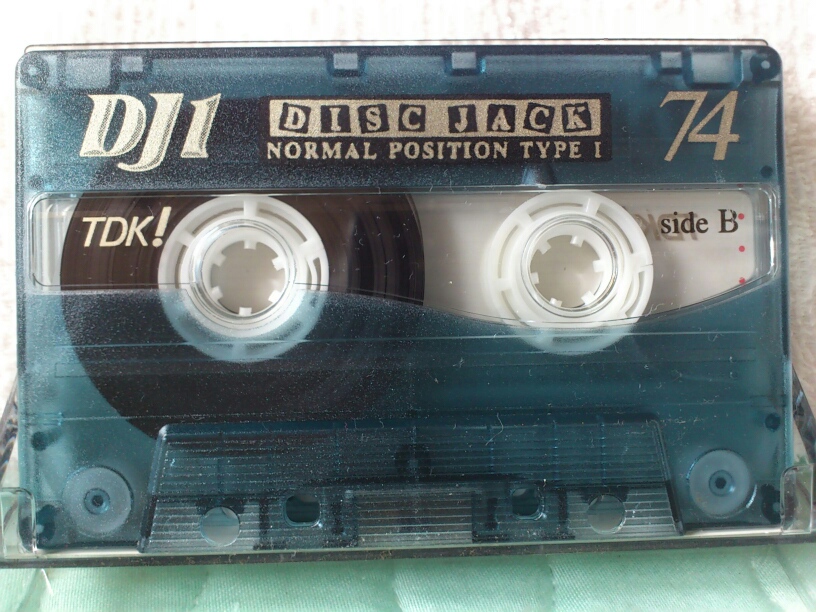 DJ1
DISC JACK
74
NORMAL POSITION TYPE I
TDK!
side B